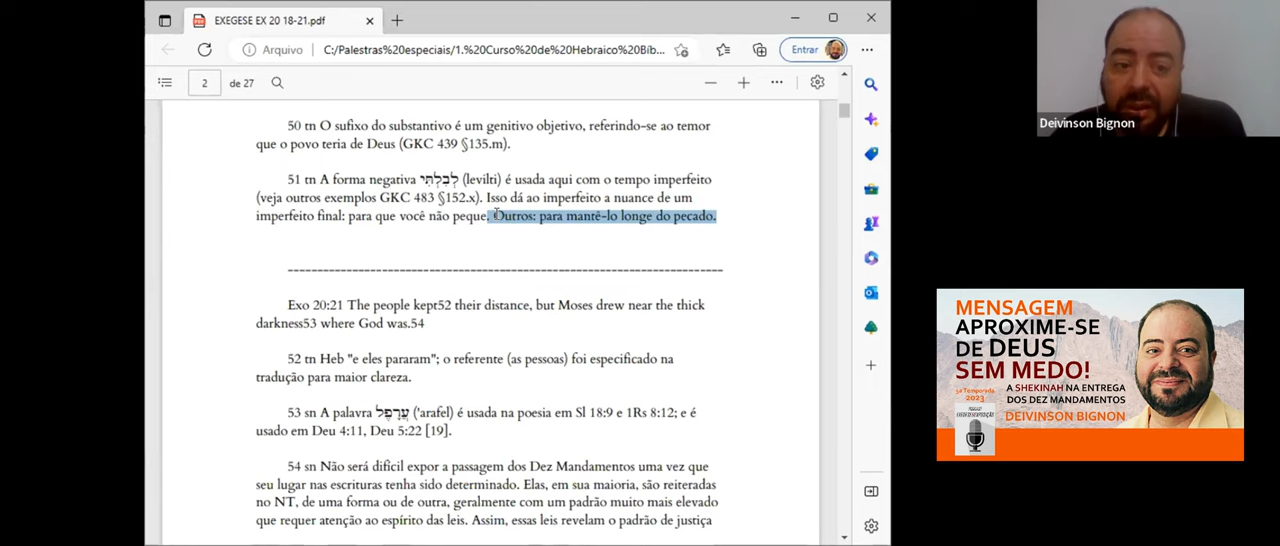 EXEGESE EX 20 18-21.pdf
Arquivo
C:/Palestras%20especiais/1.%20Curso%20de%20Hebraico%20Bíb...
Entrar
2
de 27
50 tn O sufixo do substantivo é um genitivo objetivo, referindo-se ao temor
que o povo teria de Deus (GKC 439 §135.m).
51 tn A forma negativa לְבִלְתִּי (levilti) é usada aqui com o tempo imperfeito
(veja outros exemplos GKC 483 §152.x). Isso dá ao imperfeito a nuance de um
imperfeito final: para que você não peque. Outros: para mantê-lo longe do pecado.
--------------------------------------------------------------------------
Exo 20:21 The people kept52 their distance, but Moses drew near the thick
darkness53 where God was.54
52 tn Heb "e eles pararam"; o referente (as pessoas) foi especificado na
tradução para maior clareza.
53 sn A palavra עֲרָפֶל ('arafel) é usada na poesia em Sl 18:9 e 1Rs 8:12; e é
usado em Deu 4:11, Deu 5:22 [19].
54 sn Não será difícil expor a passagem dos Dez Mandamentos uma vez que
seu lugar nas escrituras tenha sido determinado. Elas, em sua maioria, são reiteradas
no NT, de uma forma ou de outra, geralmente com um padrão muito mais elevado
que requer atenção ao espírito das leis. Assim, essas leis revelam o padrão de justiça
Deivinson Bignon
MENSAGEM
APROXIME-SE
DE DEUS
SEM MEDO!
A SHEKINAH NA ENTREGA
DOS DEZ MANDAMENTOS
DEIVINSON BIGNON
5a Temporada
2023
PODCAST